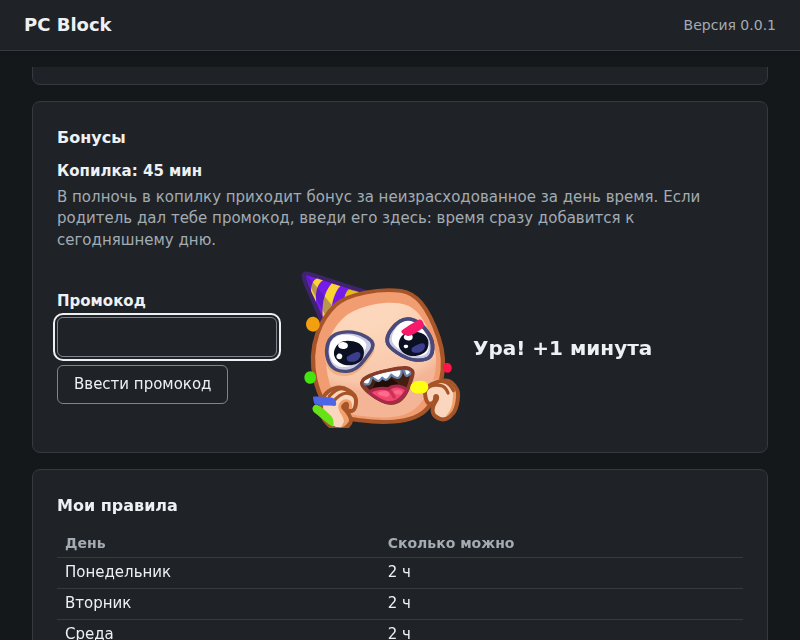 PC Block
Версия 0.0.1
Бонусы
Копилка: 45 мин
В полночь в копилку приходит бонус за неизрасходованное за день время. Если
родитель дал тебе промокод, введи его здесь: время сразу добавится к
сегодняшнему дню.
Промокод
Ввести промокод
Ура! +1 минута
Мои правила
День Сколько можно
Понедельник 2 ч
Вторник 2 ч
Среда 2 ч